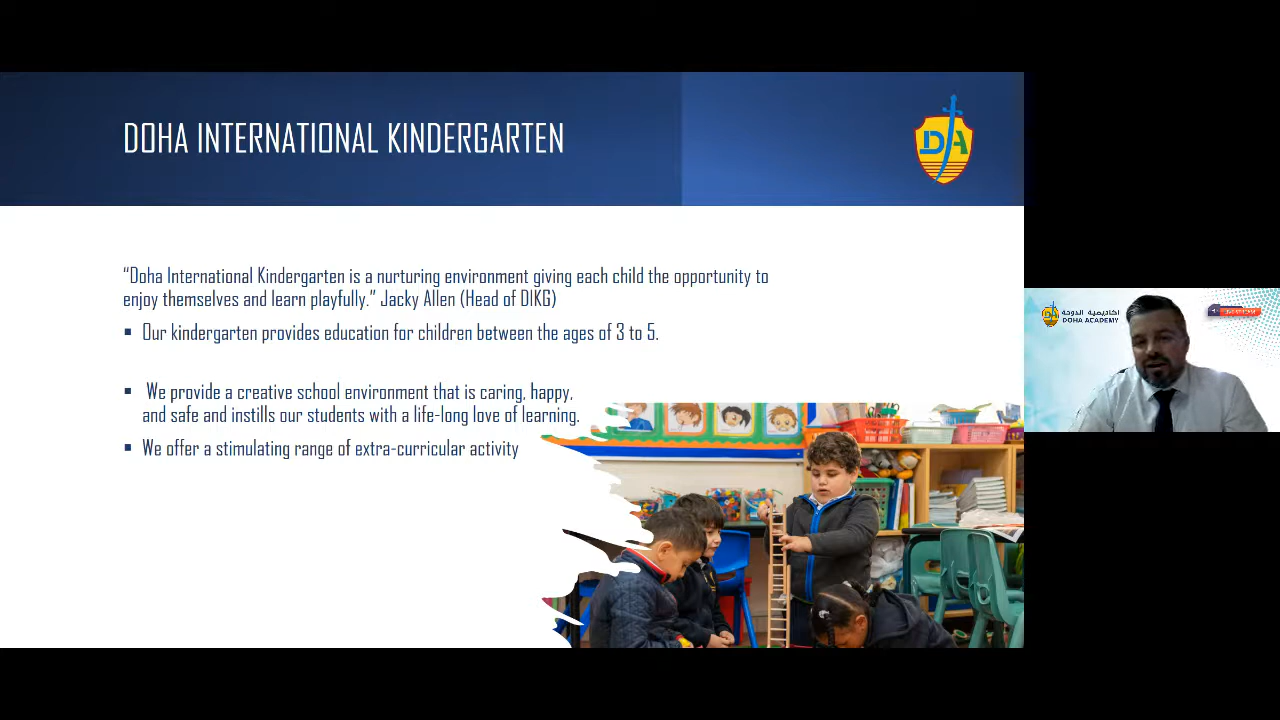 DOHA INTERNATIONAL KINDERGARTEN
DA
“Doha International Kindergarten is a nurturing environment giving each child the opportunity to
enjoy themselves and learn playfully.” Jacky Allen (Head of DIKG)
▪ Our kindergarten provides education for children between the ages of 3 to 5.
▪ We provide a creative school environment that is caring, happy,
and safe and instills our students with a life-long love of learning.
▪ We offer a stimulating range of extra-curricular activity
أكاديمية الدوحة
DOHA ACADEMY